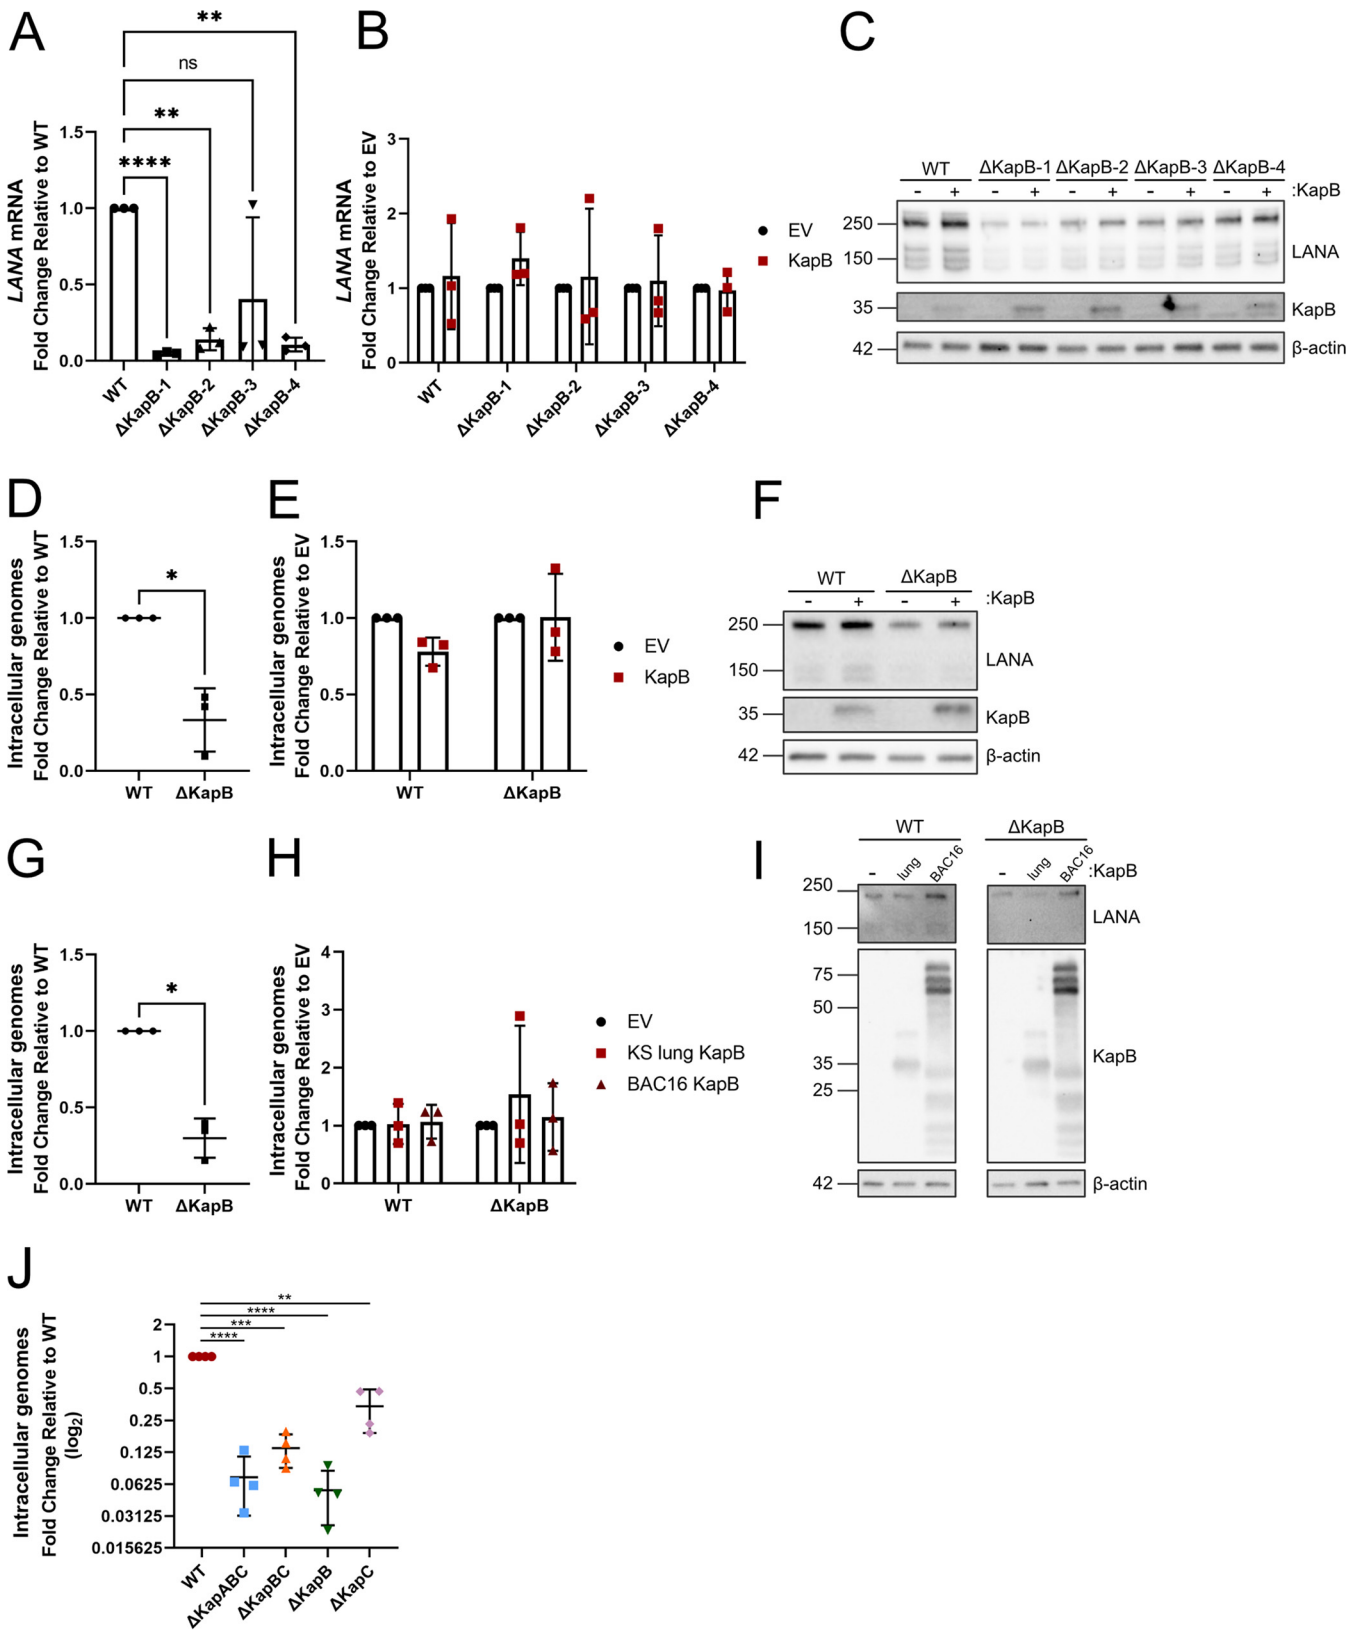 A
LANA mRNA
Fold Change Relative to WT
1.5
1.0
0.5
0.0
**
ns
**
****
WT
ΔKapB-1
ΔKapB-2
ΔKapB-3
ΔKapB-4
B
LANA mRNA
Fold Change Relative to EV
3
2
1
0
WT
ΔKapB-1
ΔKapB-2
ΔKapB-3
ΔKapB-4
EV
KapB
C
WT ΔKapB-1 ΔKapB-2 ΔKapB-3 ΔKapB-4
- + - + - + - + - + :KapB
250
150
LANA
35
KapB
42
β-actin
D
Intracellular genomes
Fold Change Relative to WT
1.5
1.0
0.5
0.0
*
WT ΔKapB
E
Intracellular genomes
Fold Change Relative to EV
1.5
1.0
0.5
0.0
WT ΔKapB
EV
KapB
F
WT ΔKapB
- + - + :KapB
250
150
LANA
35
KapB
42
β-actin
G
Intracellular genomes
Fold Change Relative to WT
1.5
1.0
0.5
0.0
*
WT ΔKapB
H
Intracellular genomes
Fold Change Relative to EV
4
3
2
1
0
WT ΔKapB
EV
KS lung KapB
BAC16 KapB
I
WT ΔKapB
- lung BAC16 - lung BAC16 :KapB
250
150
LANA
75
50
35
25
KapB
42
β-actin
J
Intracellular genomes
Fold Change Relative to WT
(log2)
2
1
0.5
0.25
0.125
0.0625
0.03125
0.015625
**
****
***
****
WT
ΔKapABC
ΔKapBC
ΔKapB
ΔKapC